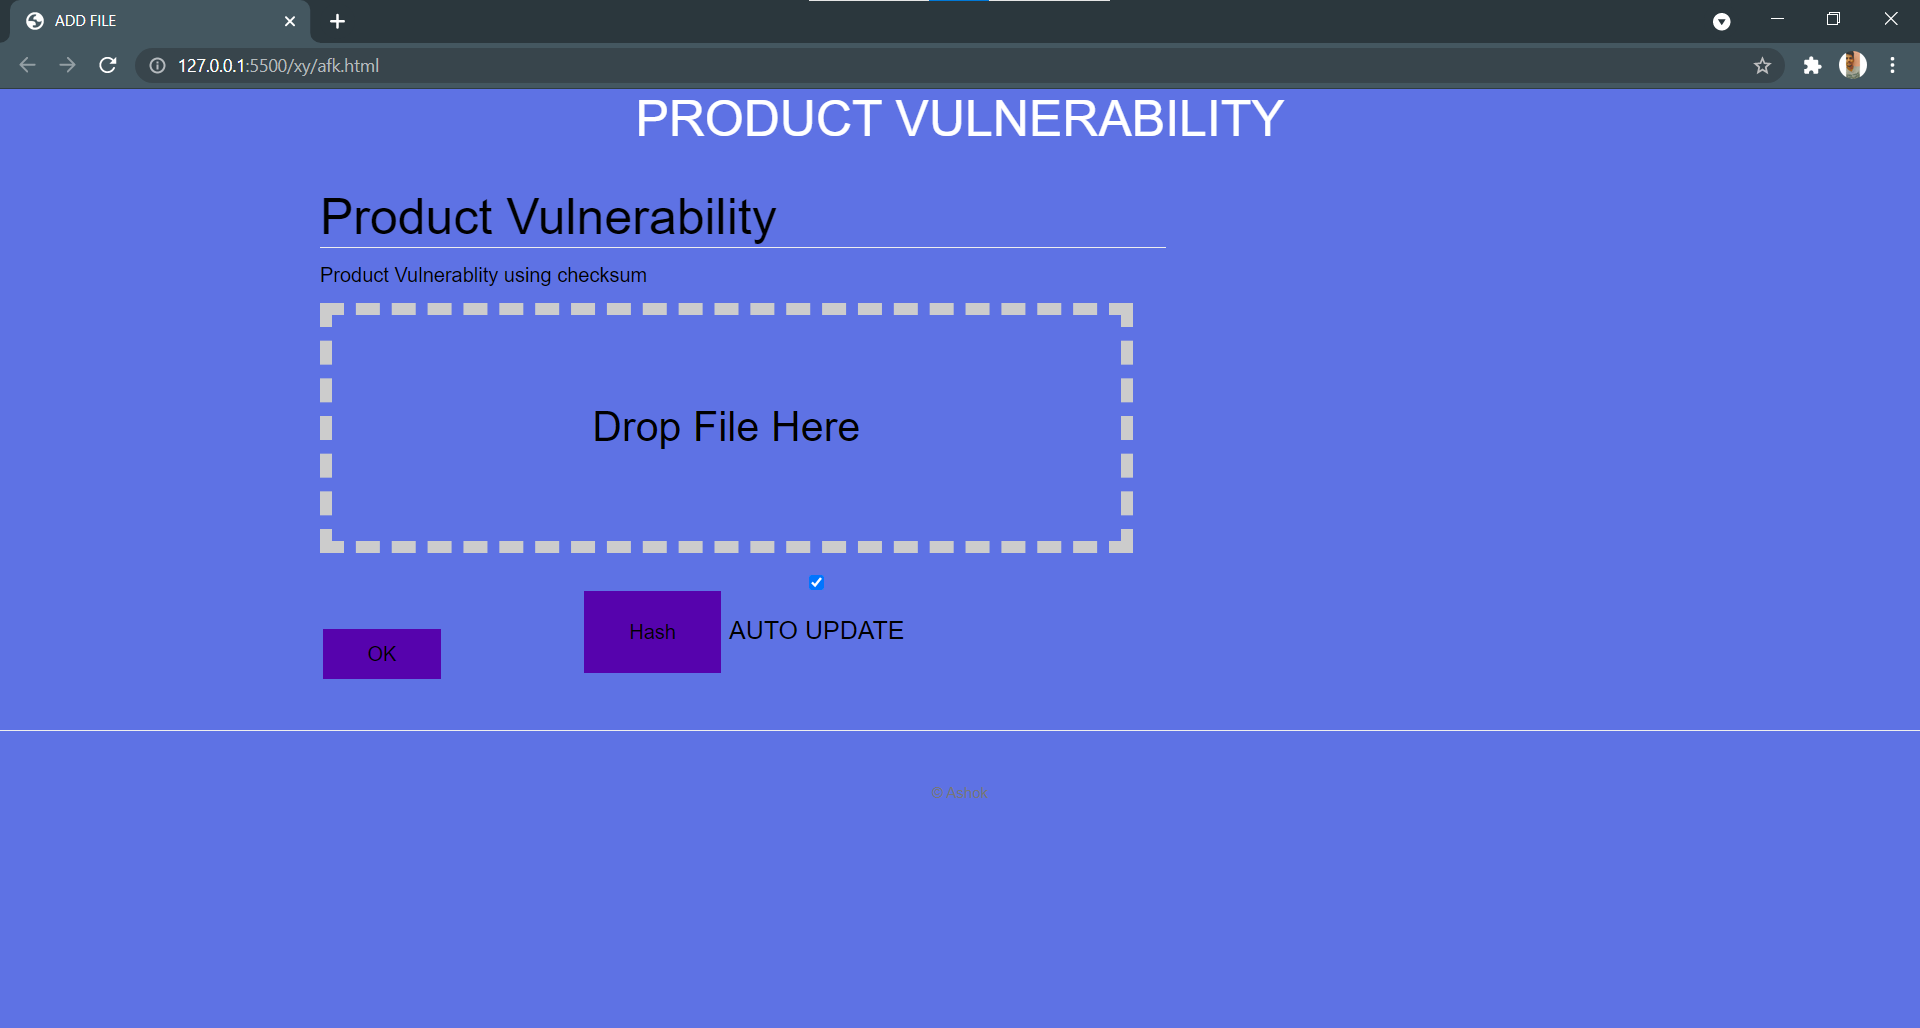 ADD FILE
127.0.0.1:5500/xy/afk.html
PRODUCT VULNERABILITY
Product Vulnerability
Product Vulnerablity using checksum
Drop File Here
Hash
AUTO UPDATE
OK